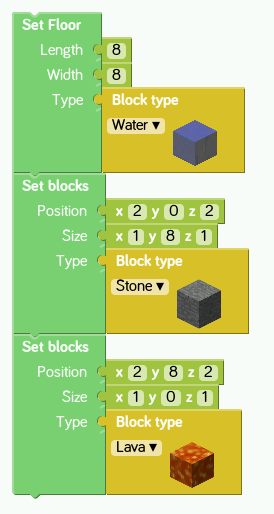 Set Floor
Length 8
Width 8
Type Block type
Water ▾
Set blocks
Position x 2 y 0 z 2
Size x 1 y 8 z 1
Type Block type
Stone ▾
Set blocks
Position x 2 y 8 z 2
Size x 1 y 0 z 1
Type Block type
Lava ▾